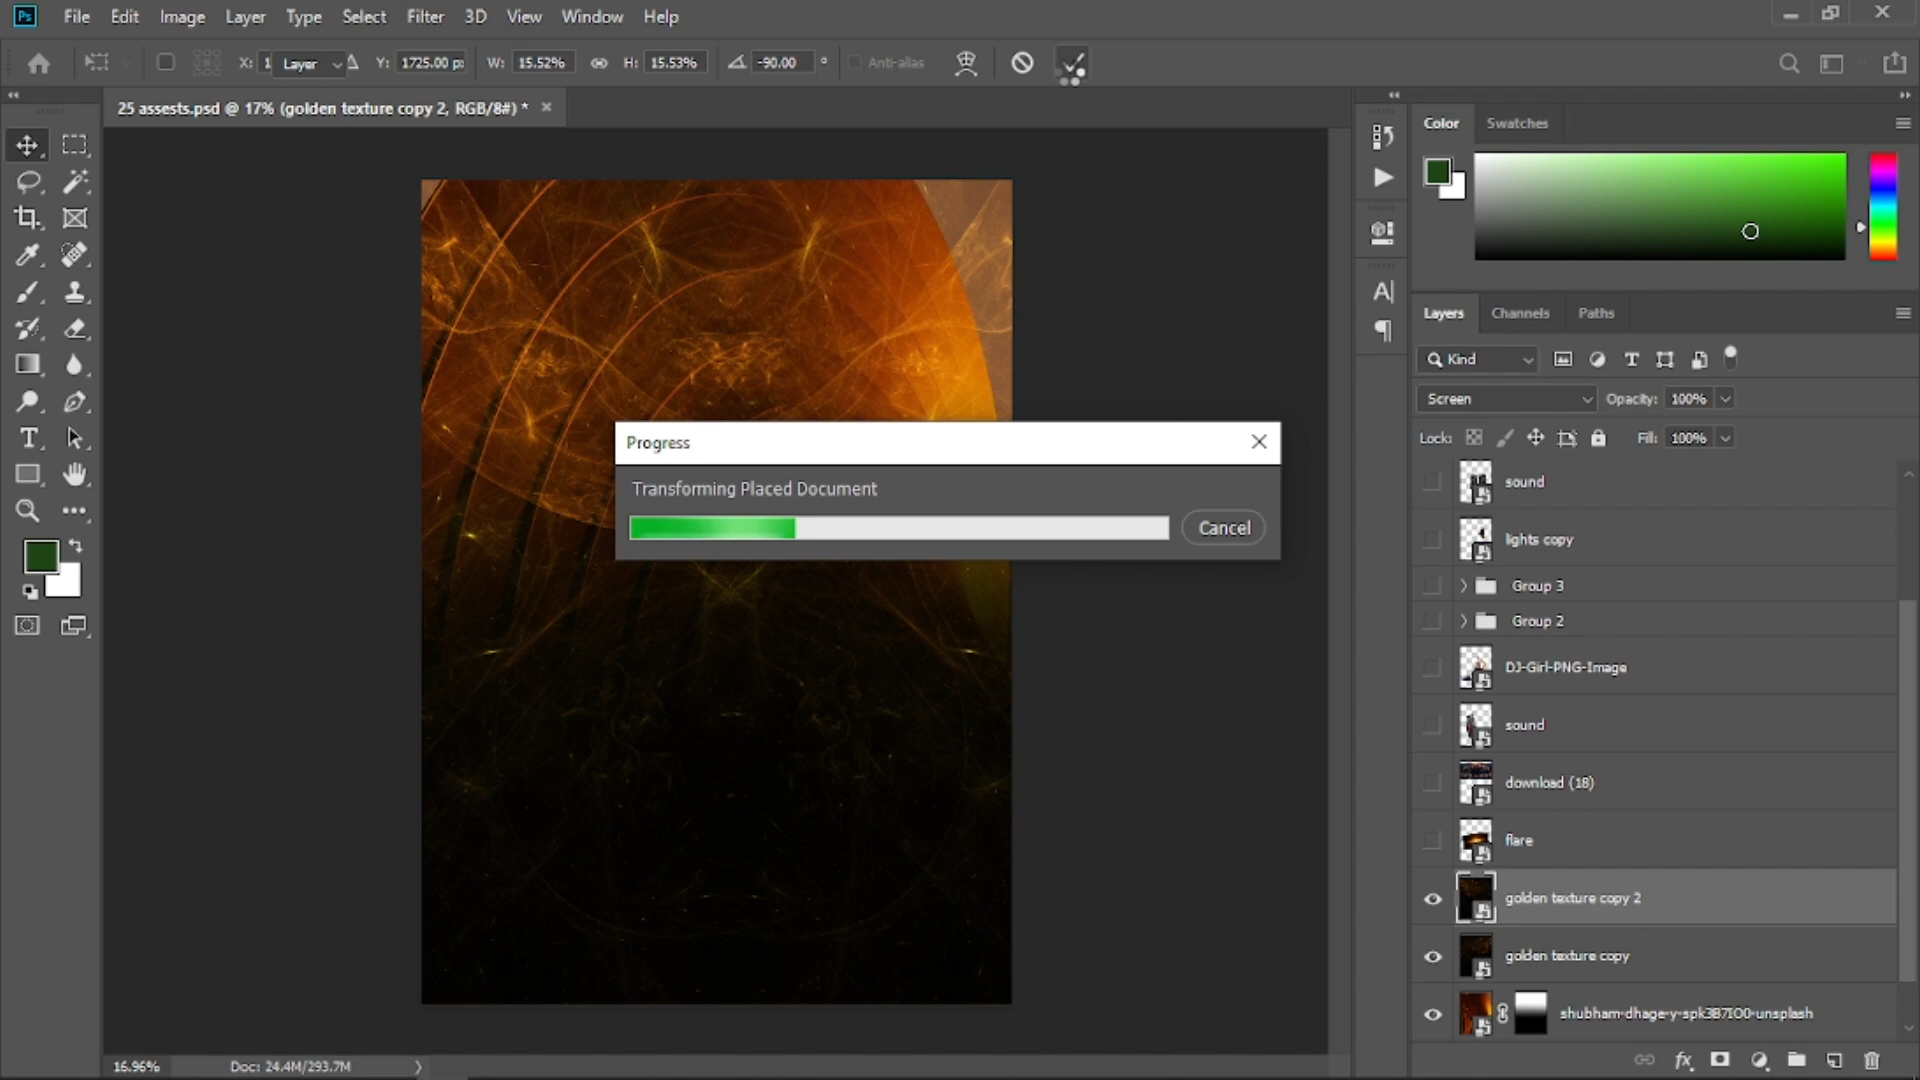 Ps File Edit Image Layer Type Select Filter 3D View Window Help
X: 1 Layer Y: 1725.00 p: W: 15.52% H: 15.53% -90.00 ° Anti-alias
25 assests.psd @ 17% (golden texture copy 2, RGB/8#) *
Color Swatches
Layers Channels Paths
Kind
Screen Opacity: 100%
Lock: Fill: 100%
Progress
Transforming Placed Document
Cancel
sound
lights copy
Group 3
Group 2
DJ-Girl-PNG-Image
sound
download (18)
flare
golden texture copy 2
golden texture copy
shubham-dhage-y-spk3B7IO0-unsplash
16.96% Doc: 24.4M/293.7M